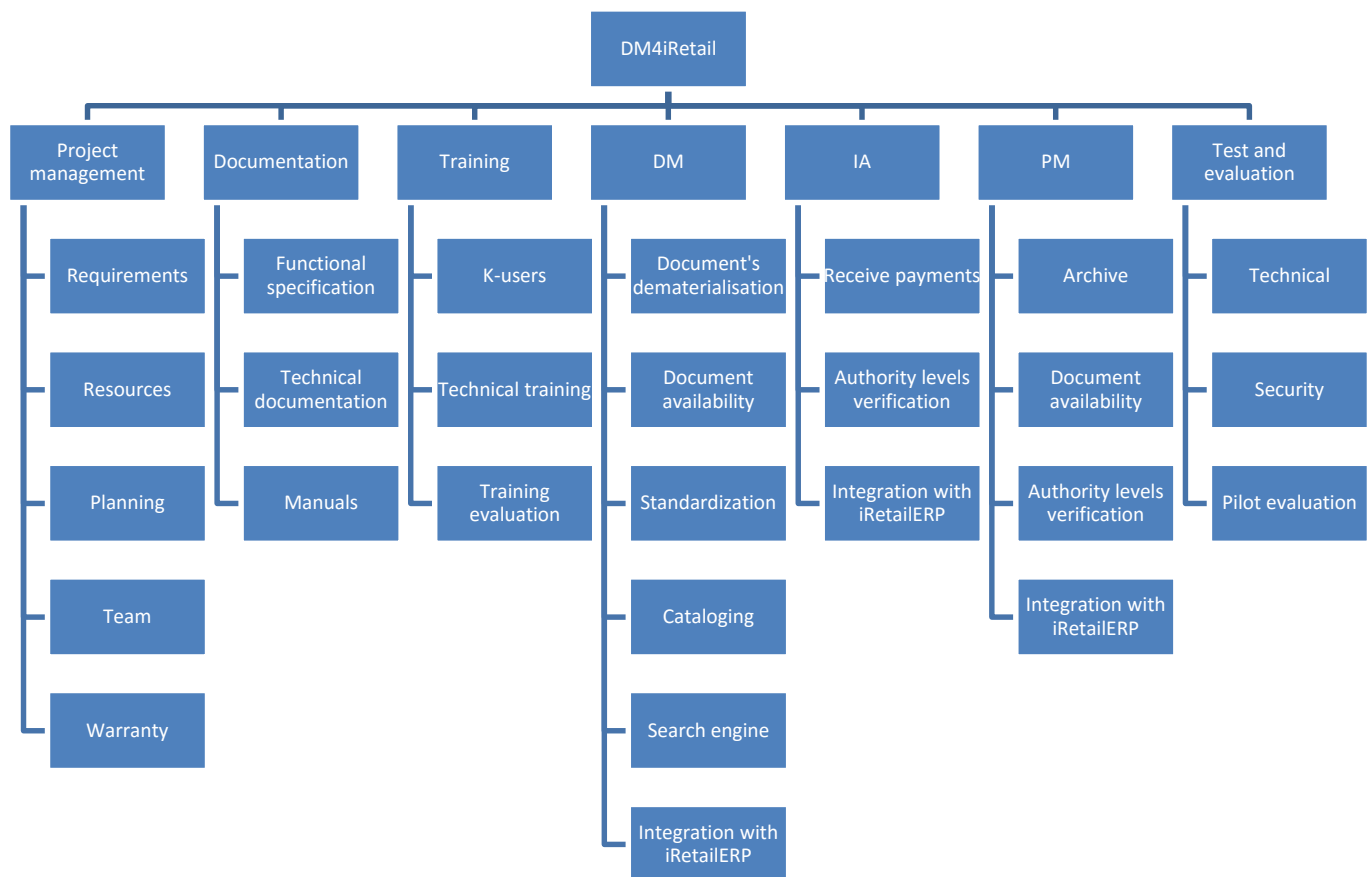 DM4iRetail
Project
management
Documentation
Training
DM
IA
PM
Test and
evaluation
Requirements
Functional
specification
K-users
Document's
dematerialisation
Receive payments
Archive
Technical
Resources
Technical
documentation
Technical training
Document
availability
Authority levels
verification
Document
availability
Security
Planning
Manuals
Training
evaluation
Standardization
Integration with
iRetailERP
Authority levels
verification
Pilot evaluation
Team
Cataloging
Integration with
iRetailERP
Warranty
Search engine
Integration with
iRetailERP